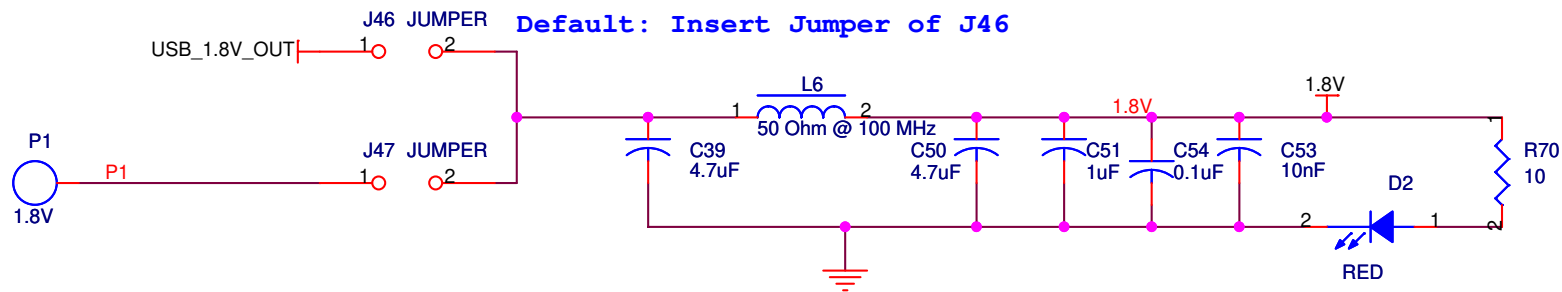 J46 JUMPER
Default: Insert Jumper of J46
USB_1.8V_OUT
1
2
P1
P1
1.8V
J47 JUMPER
1
2
C39
4.7uF
L6
1
2
50 Ohm @ 100 MHz
C50
4.7uF
C51
1uF
1.8V
C54
0.1uF
C53
10nF
1.8V
1
R70
10
2
D2
2
1
RED